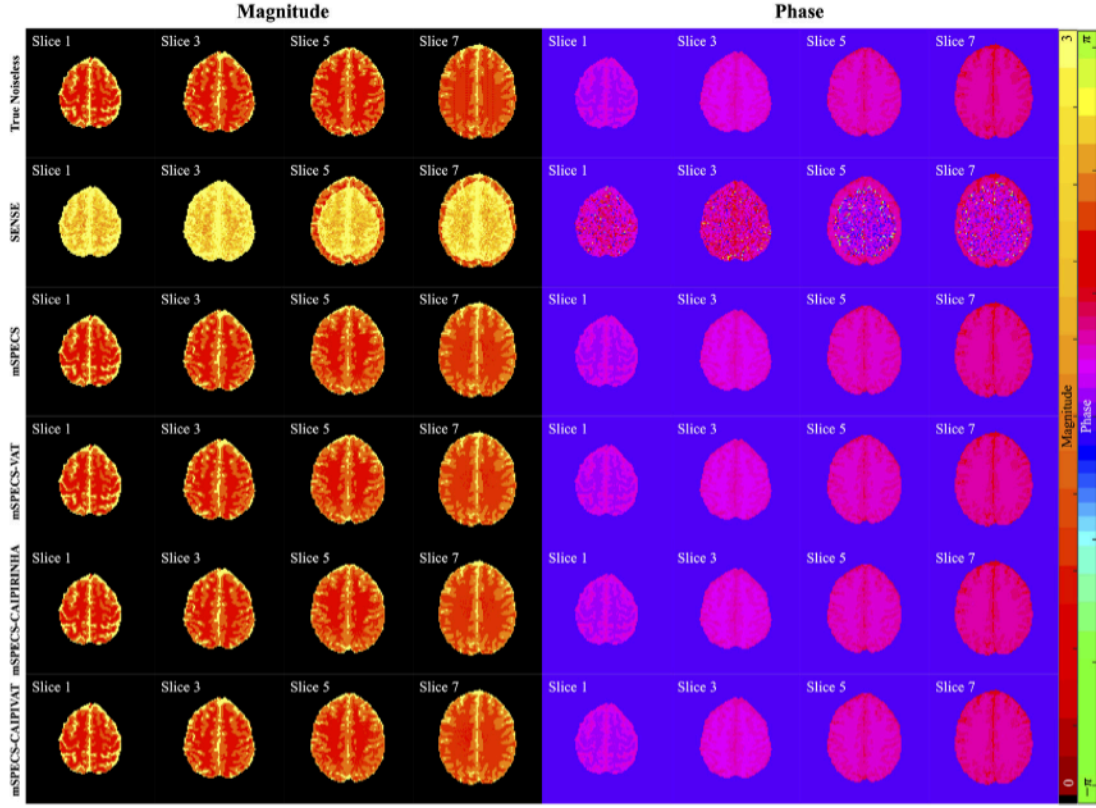 Magnitude Phase
True Noiseless
Slice 1 Slice 3 Slice 5 Slice 7 Slice 1 Slice 3 Slice 5 Slice 7
SENSE
Slice 1 Slice 3 Slice 5 Slice 7 Slice 1 Slice 3 Slice 5 Slice 7
mSPECS
Slice 1 Slice 3 Slice 5 Slice 7 Slice 1 Slice 3 Slice 5 Slice 7
mSPECS-VAT
Slice 1 Slice 3 Slice 5 Slice 7 Slice 1 Slice 3 Slice 5 Slice 7
mSPECS-CAIPIRINHA
Slice 1 Slice 3 Slice 5 Slice 7 Slice 1 Slice 3 Slice 5 Slice 7
mSPECS-CAIPIVAT
Slice 1 Slice 3 Slice 5 Slice 7 Slice 1 Slice 3 Slice 5 Slice 7
3
Magnitude
0
π
Phase
−π